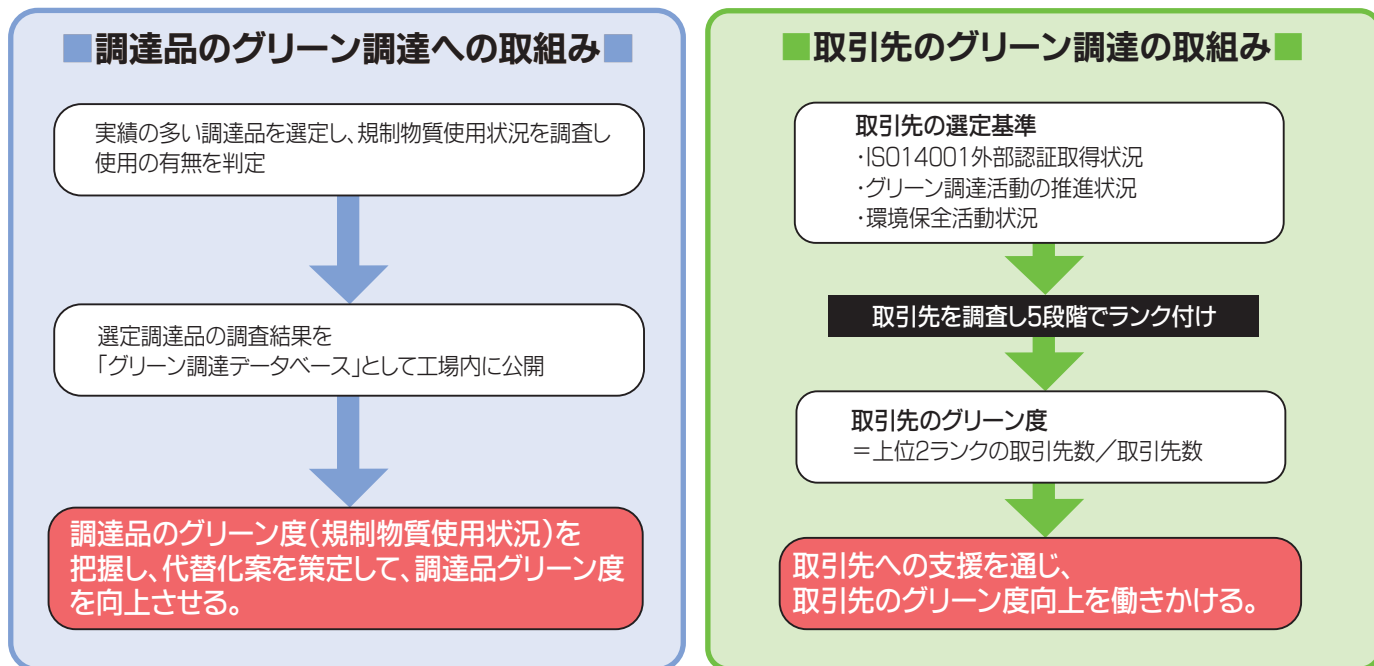 ■調達品のグリーン調達への取組み■
実績の多い調達品を選定し、規制物質使用状況を調査し
使用の有無を判定
選定調達品の調査結果を
「グリーン調達データベース」として工場内に公開
調達品のグリーン度(規制物質使用状況)を
把握し、代替化案を策定して、調達品グリーン度
を向上させる。
■取引先のグリーン調達の取組み■
取引先の選定基準
・ISO14001外部認証取得状況
・グリーン調達活動の推進状況
・環境保全活動状況
取引先を調査し5段階でランク付け
取引先のグリーン度
＝上位2ランクの取引先数／取引先数
取引先への支援を通じ、
取引先のグリーン度向上を働きかける。